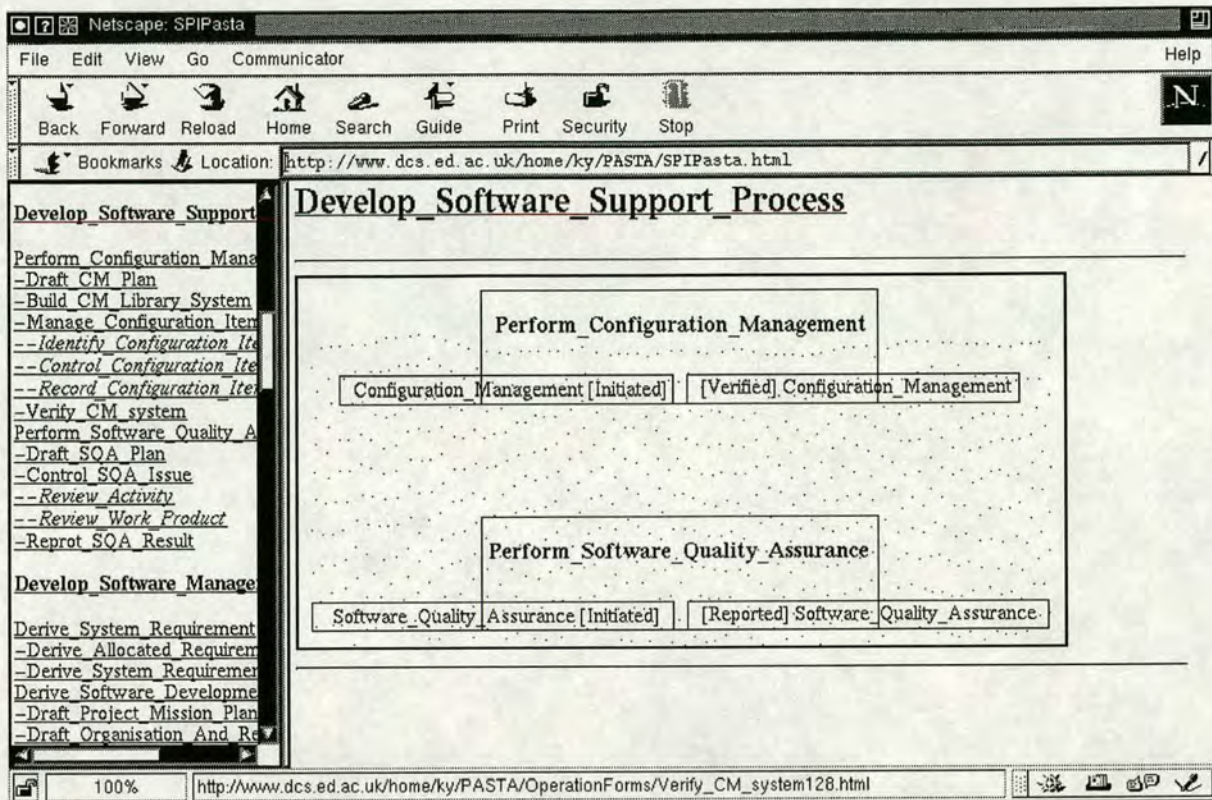 Netscape: SPIPasta
File Edit View Go Communicator Help
Back Forward Reload Home Search Guide Print Security Stop
N
Bookmarks Location: http://www.dcs.ed.ac.uk/home/ky/PASTA/SPIPasta.html
Develop_Software_Support
Perform_Configuration_Mana
-Draft_CM_Plan
-Build_CM_Library_System
-Manage_Configuration_Item
--Identify_Configuration_Ite
--Control_Configuration_Ite
--Record_Configuration_Iter
-Verify_CM_system
Perform_Software_Quality_A
-Draft_SQA_Plan
-Control_SQA_Issue
--Review_Activity
--Review_Work_Product
-Reprot_SQA_Result
Develop_Software_Manage
Derive_System_Requirement
-Derive_Allocated_Requirem
-Derive_System_Requiremer
Derive_Software_Developme
-Draft_Project_Mission_Plan
-Draft_Organisation_And_Re
Develop_Software_Support_Process
Perform_Configuration_Management
Configuration_Management [Initiated] [Verified] Configuration_Management
Perform_Software_Quality_Assurance
Software_Quality_Assurance [Initiated] [Reported] Software_Quality_Assurance
100% http://www.dcs.ed.ac.uk/home/ky/PASTA/OperationForms/Verify_CM_system128.html